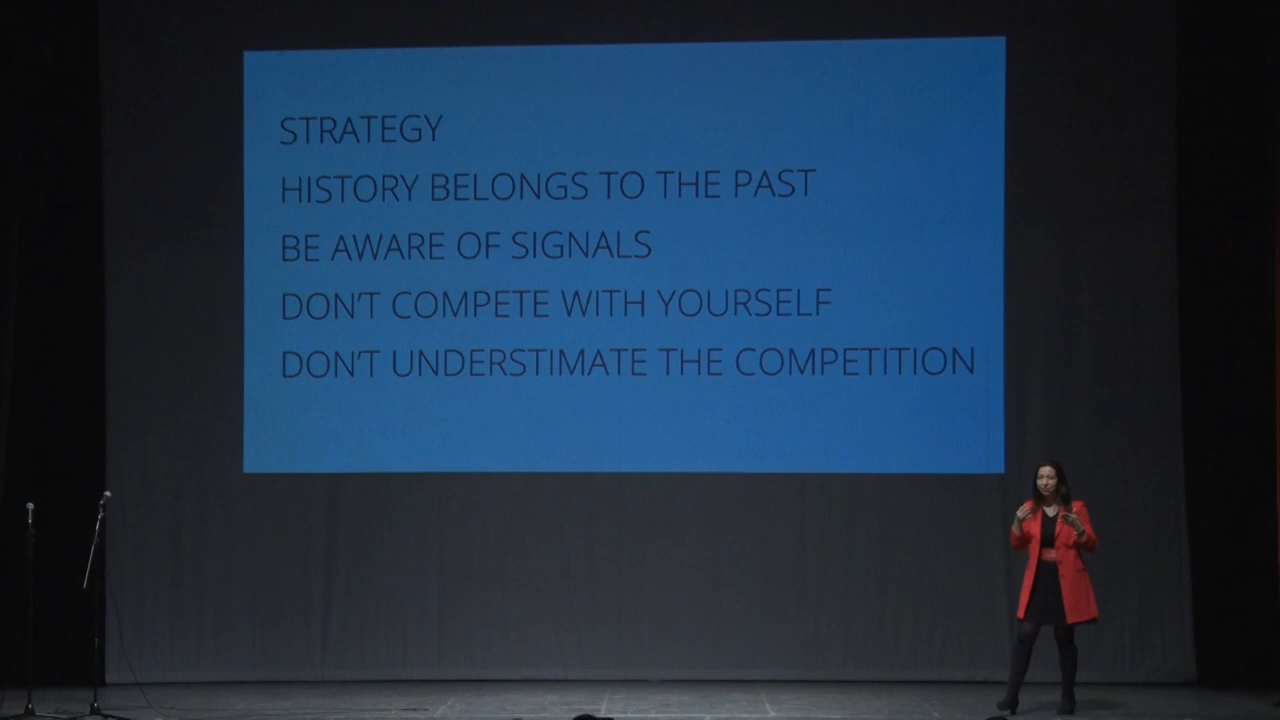 STRATEGY
HISTORY BELONGS TO THE PAST
BE AWARE OF SIGNALS
DON'T COMPETE WITH YOURSELF
DON'T UNDERSTIMATE THE COMPETITION